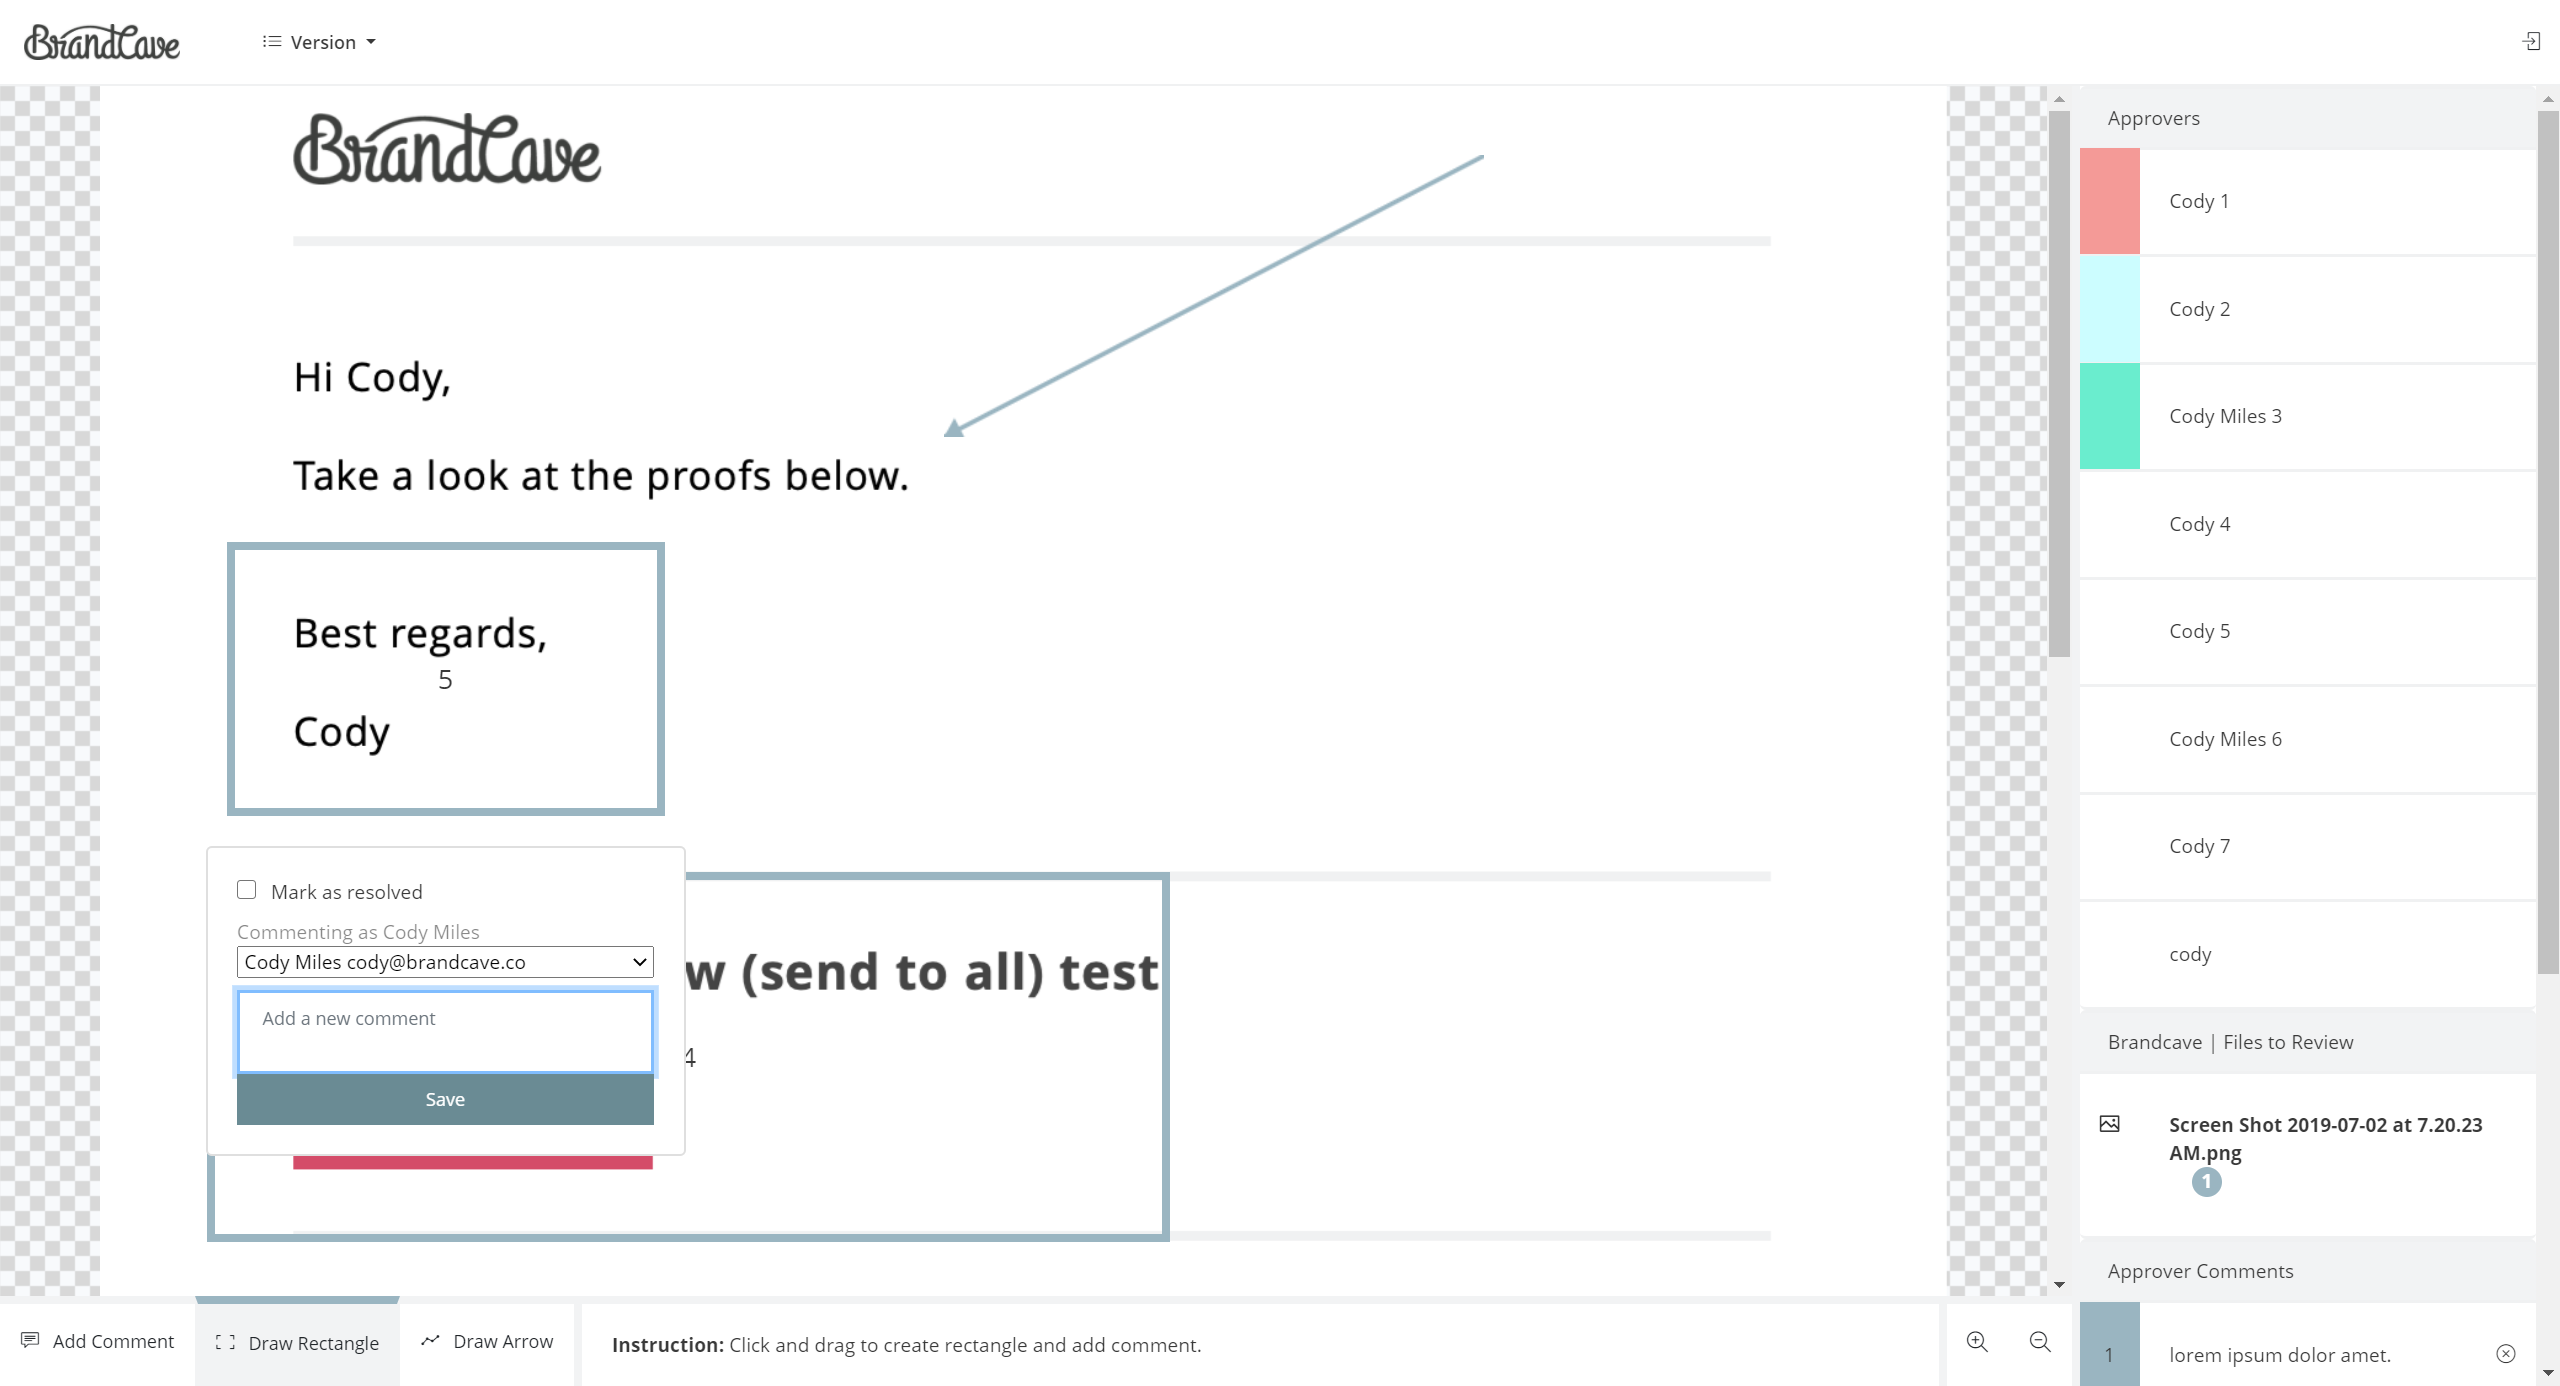 BrandCave
Version
BrandCave
Hi Cody,
Take a look at the proofs below.
Best regards,
5
Cody
Mark as resolved
Commenting as Cody Miles
Cody Miles cody@brandcave.co
Add a new comment
Save
w (send to all) test
4
Add Comment
Draw Rectangle
Draw Arrow
Instruction: Click and drag to create rectangle and add comment.
Approvers
Cody 1
Cody 2
Cody Miles 3
Cody 4
Cody 5
Cody Miles 6
Cody 7
cody
Brandcave | Files to Review
Screen Shot 2019-07-02 at 7.20.23
AM.png
1
Approver Comments
1
lorem ipsum dolor amet.